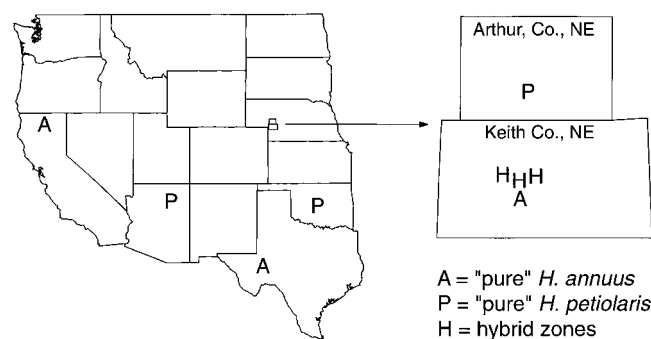 A
P
P
A
Arthur, Co., NE
P
Keith Co., NE
H H H
A
A = "pure" H. annuus
P = "pure" H. petiolaris
H = hybrid zones